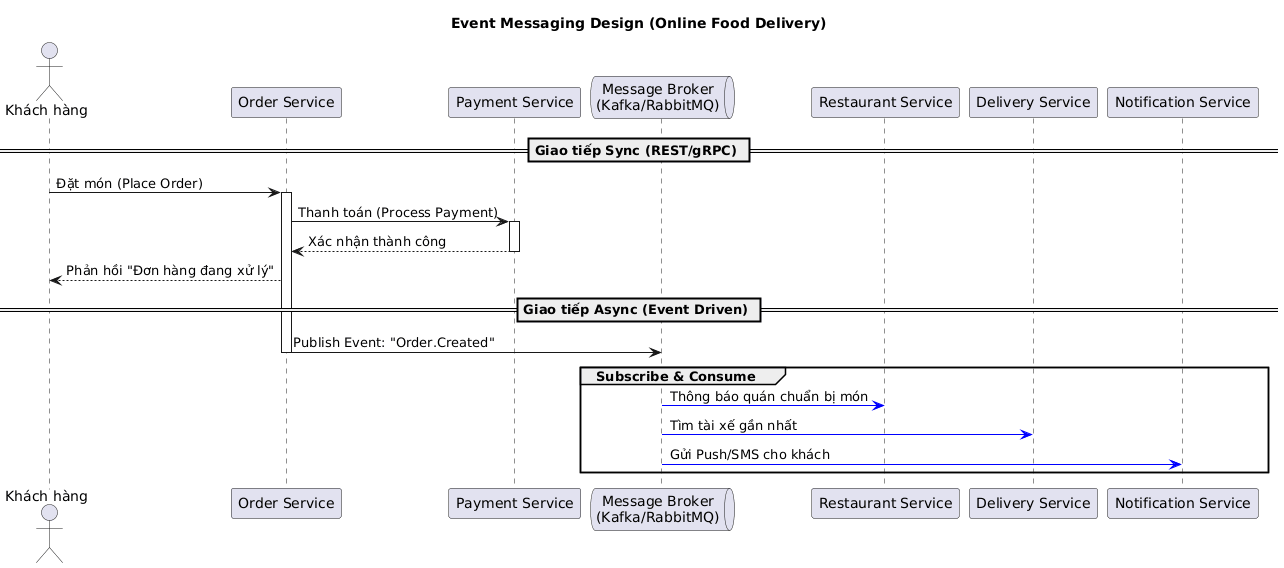 Event Messaging Design (Online Food Delivery)
Khách hàng
Order Service
Payment Service
Message Broker
(Kafka/RabbitMQ)
Restaurant Service
Delivery Service
Notification Service
Giao tiếp Sync (REST/gRPC)
Đặt món (Place Order)
Thanh toán (Process Payment)
Xác nhận thành công
Phản hồi "Đơn hàng đang xử lý"
Giao tiếp Async (Event Driven)
Publish Event: "Order.Created"
Subscribe & Consume
Thông báo quán chuẩn bị món
Tìm tài xế gần nhất
Gửi Push/SMS cho khách
Khách hàng
Order Service
Payment Service
Message Broker
(Kafka/RabbitMQ)
Restaurant Service
Delivery Service
Notification Service